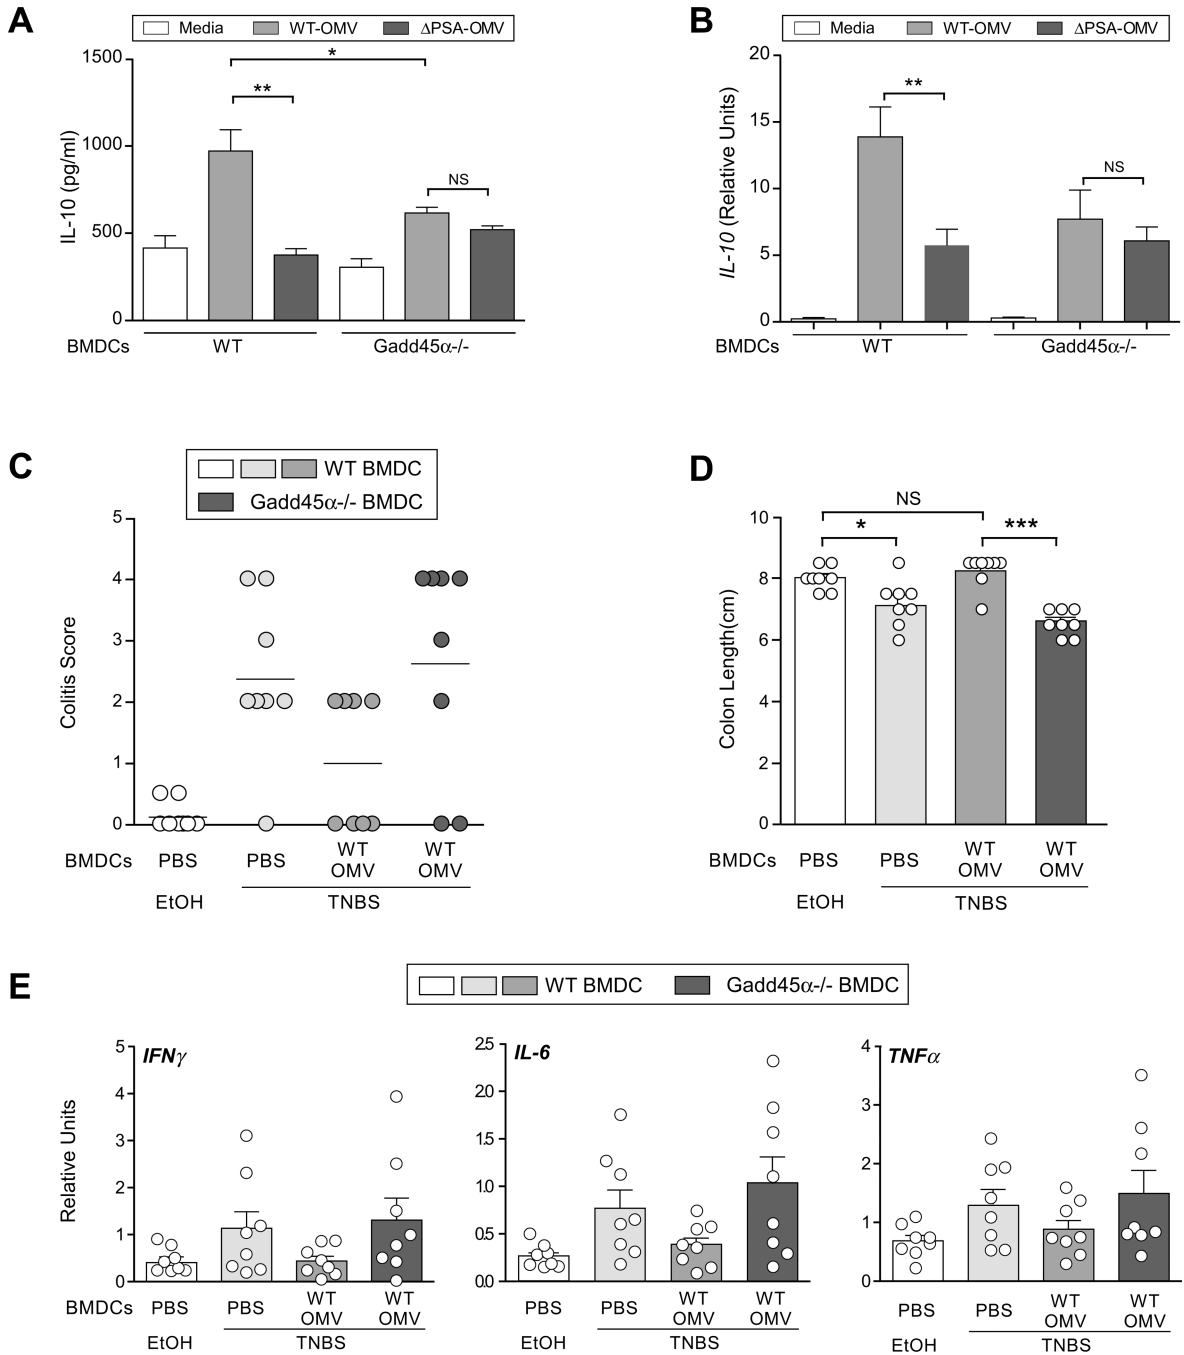 A
Media WT-OMV ΔPSA-OMV
*
**
NS
IL-10 (pg/ml)
1500
1000
500
0
BMDCs WT Gadd45α-/-
B
Media WT-OMV ΔPSA-OMV
**
NS
IL-10 (Relative Units)
20
15
10
5
0
BMDCs WT Gadd45α-/-
C
WT BMDC
Gadd45α-/- BMDC
Colitis Score
5
4
3
2
1
0
BMDCs PBS PBS WT OMV WT OMV
EtOH TNBS
D
NS
*
***
Colon Length(cm)
10
8
6
4
2
0
BMDCs PBS PBS WT OMV WT OMV
EtOH TNBS
E
WT BMDC Gadd45α-/- BMDC
Relative Units
IFNγ
5
4
3
2
1
0
BMDCs PBS PBS WT OMV WT OMV
EtOH TNBS
IL-6
2.5
2.0
1.5
1.0
0.5
0.0
PBS PBS WT OMV WT OMV
EtOH TNBS
TNFα
4
3
2
1
0
PBS PBS WT OMV WT OMV
EtOH TNBS